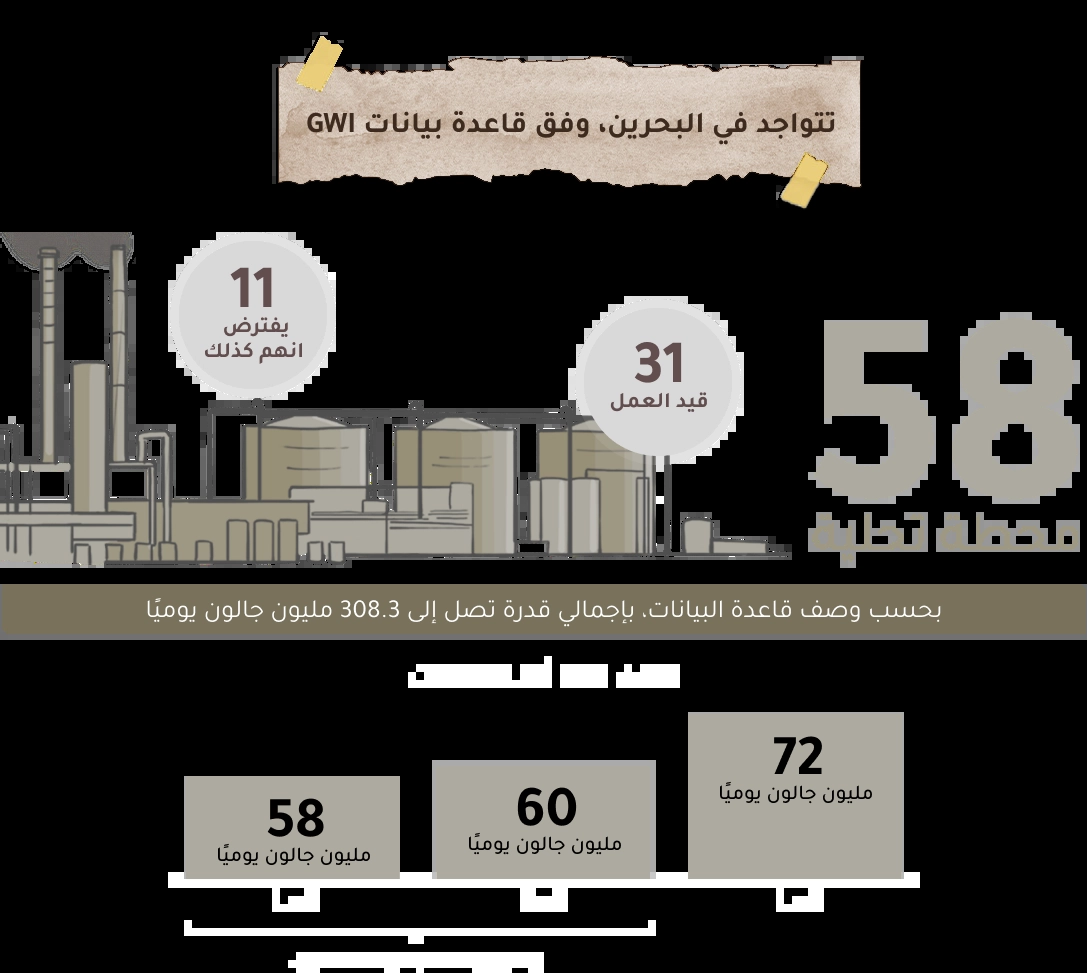 تتواجد في البحرين، وفق قاعدة بيانات GWI
58
محطة تحلية
31
قيد العمل
11
يفترض
انهم كذلك
بحسب وصف قاعدة البيانات، بإجمالي قدرة تصل إلى 308.3 مليون جالون يوميًا
72
مليون جالون يوميًا
60
مليون جالون يوميًا
58
مليون جالون يوميًا